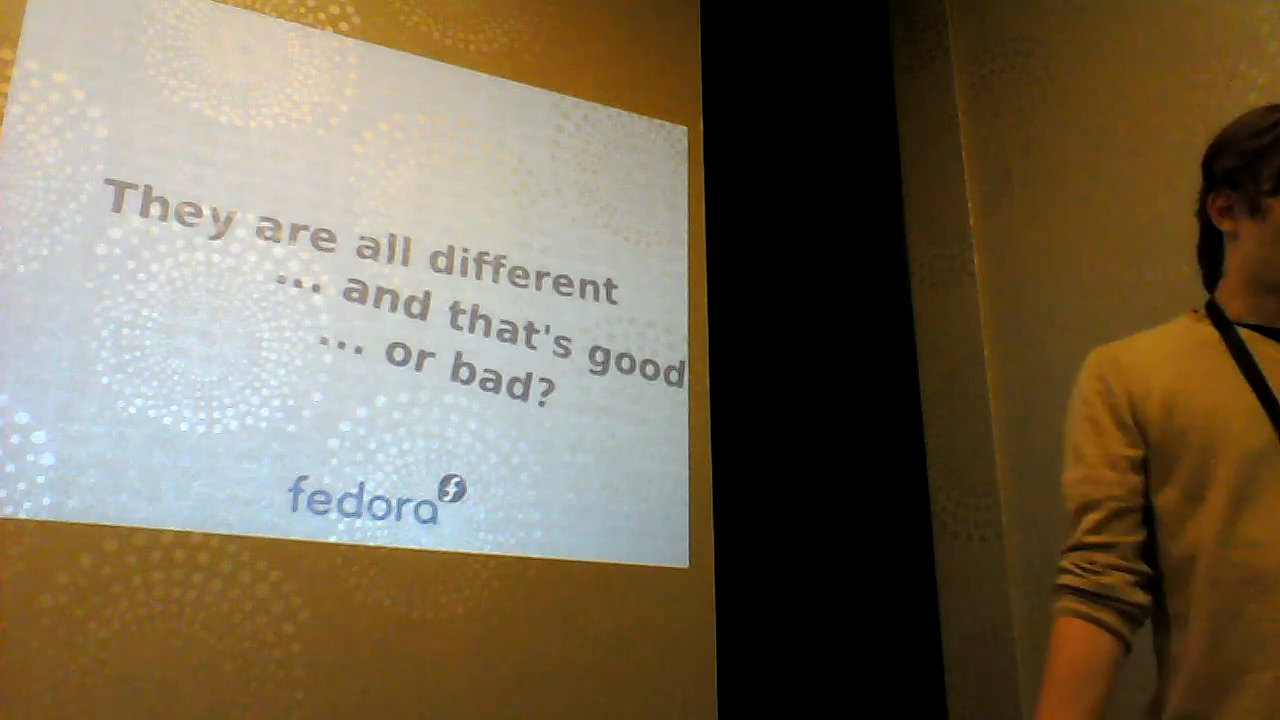 They are all different
... and that's good
... or bad?
fedora